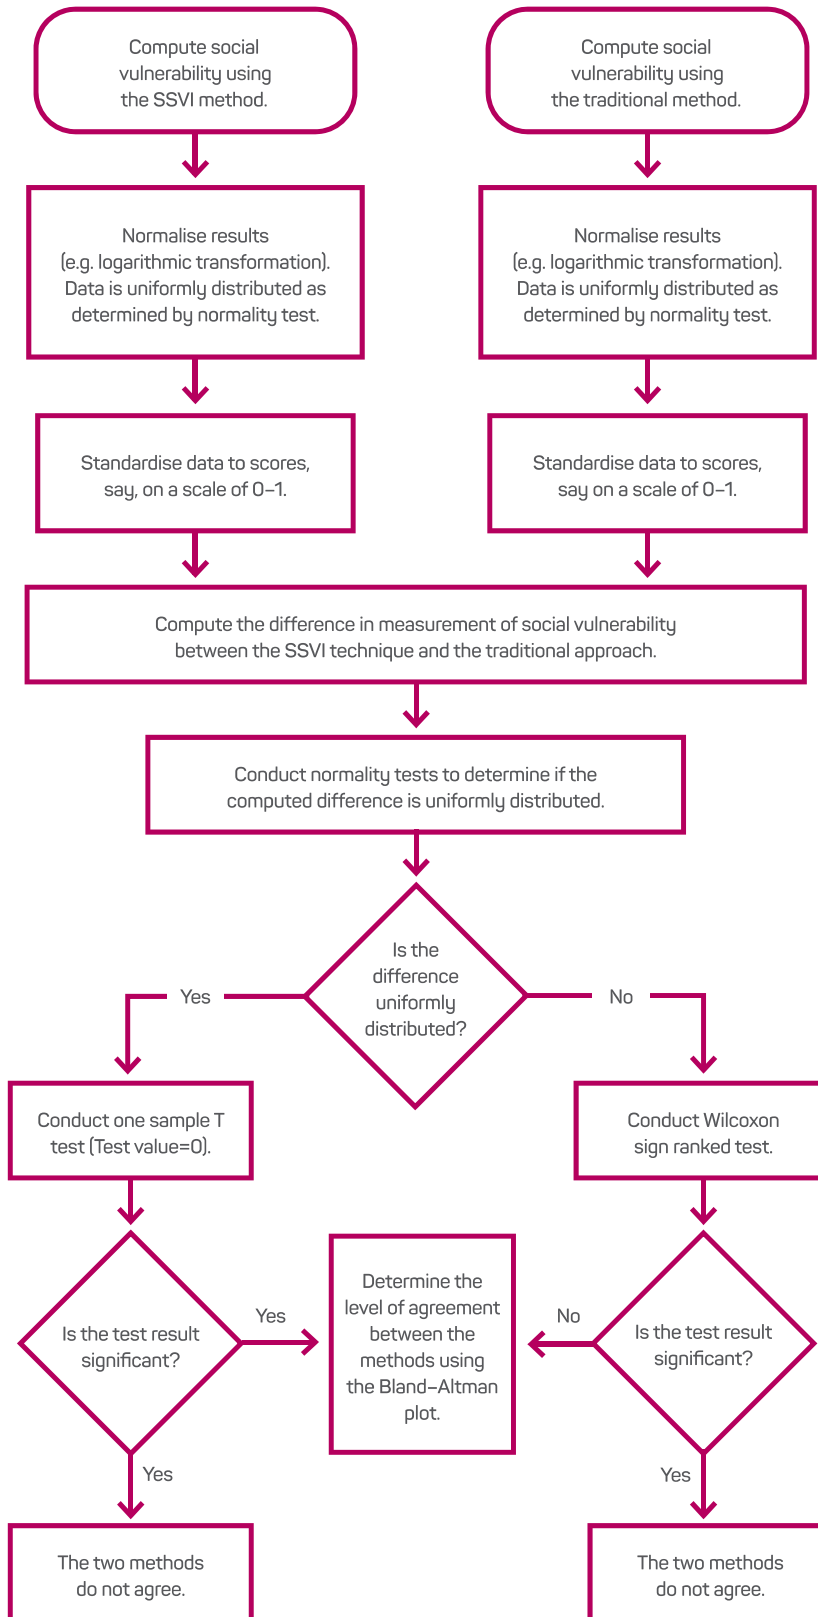 Compute social
vulnerability using
the SSVI method.
Compute social
vulnerability using
the traditional method.
Normalise results
(e.g. logarithmic transformation).
Data is uniformly distributed as
determined by normality test.
Normalise results
(e.g. logarithmic transformation).
Data is uniformly distributed as
determined by normality test.
Standardise data to scores,
say, on a scale of 0–1.
Standardise data to scores,
say on a scale of 0–1.
Compute the difference in measurement of social vulnerability
between the SSVI technique and the traditional approach.
Conduct normality tests to determine if the
computed difference is uniformly distributed.
Is the
difference
uniformly
distributed?
Yes
No
Conduct one sample T
test (Test value=0).
Conduct Wilcoxon
sign ranked test.
Is the test result
significant?
Yes
Determine the
level of agreement
between the
methods using
the Bland–Altman
plot.
No
Is the test result
significant?
Yes
Yes
The two methods
do not agree.
The two methods
do not agree.